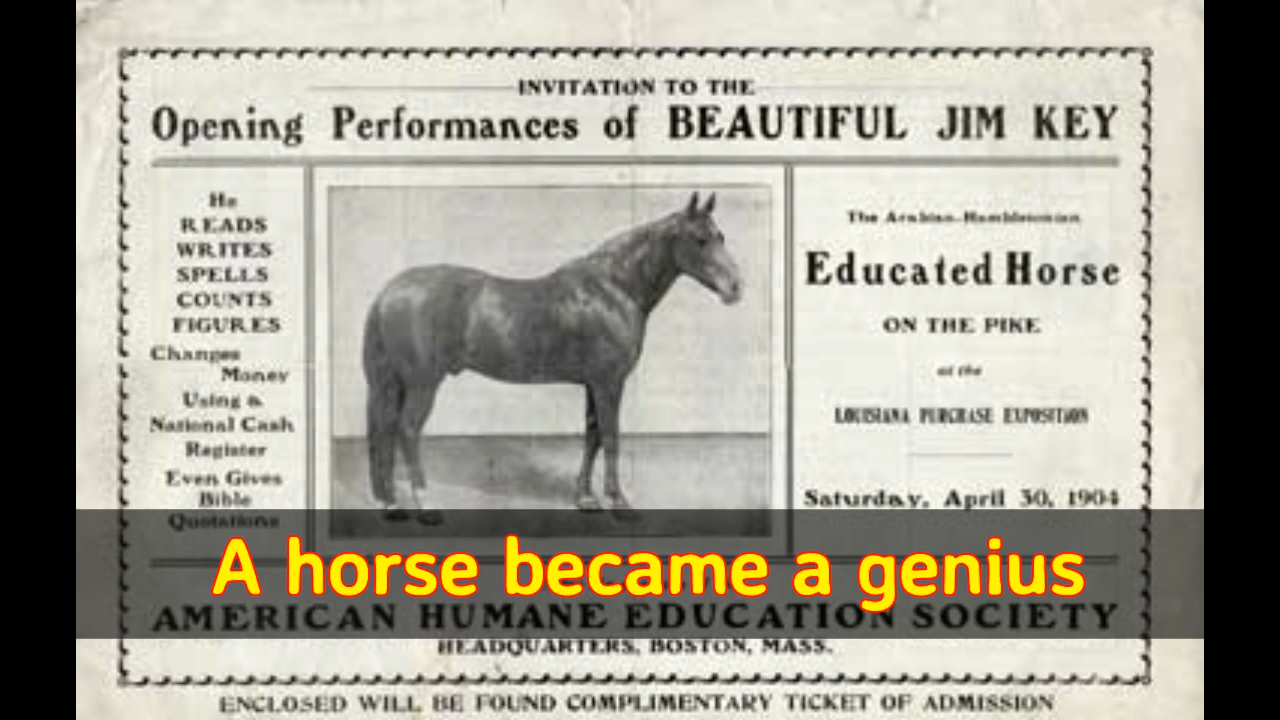 INVITATION TO THE
Opening Performances of BEAUTIFUL JIM KEY
He
READS
WRITES
SPELLS
COUNTS
FIGURES
Changes
Money
Using a
National Cash
Register
Even Gives
Bible
Quotations
The Arabian-Hambletonian
Educated Horse
ON THE PIKE
at the
LOUISIANA PURCHASE EXPOSITION
Saturday, April 30, 1904
A horse became a genius
AMERICAN HUMANE EDUCATION SOCIETY
HEADQUARTERS, BOSTON, MASS.
ENCLOSED WILL BE FOUND COMPLIMENTARY TICKET OF ADMISSION